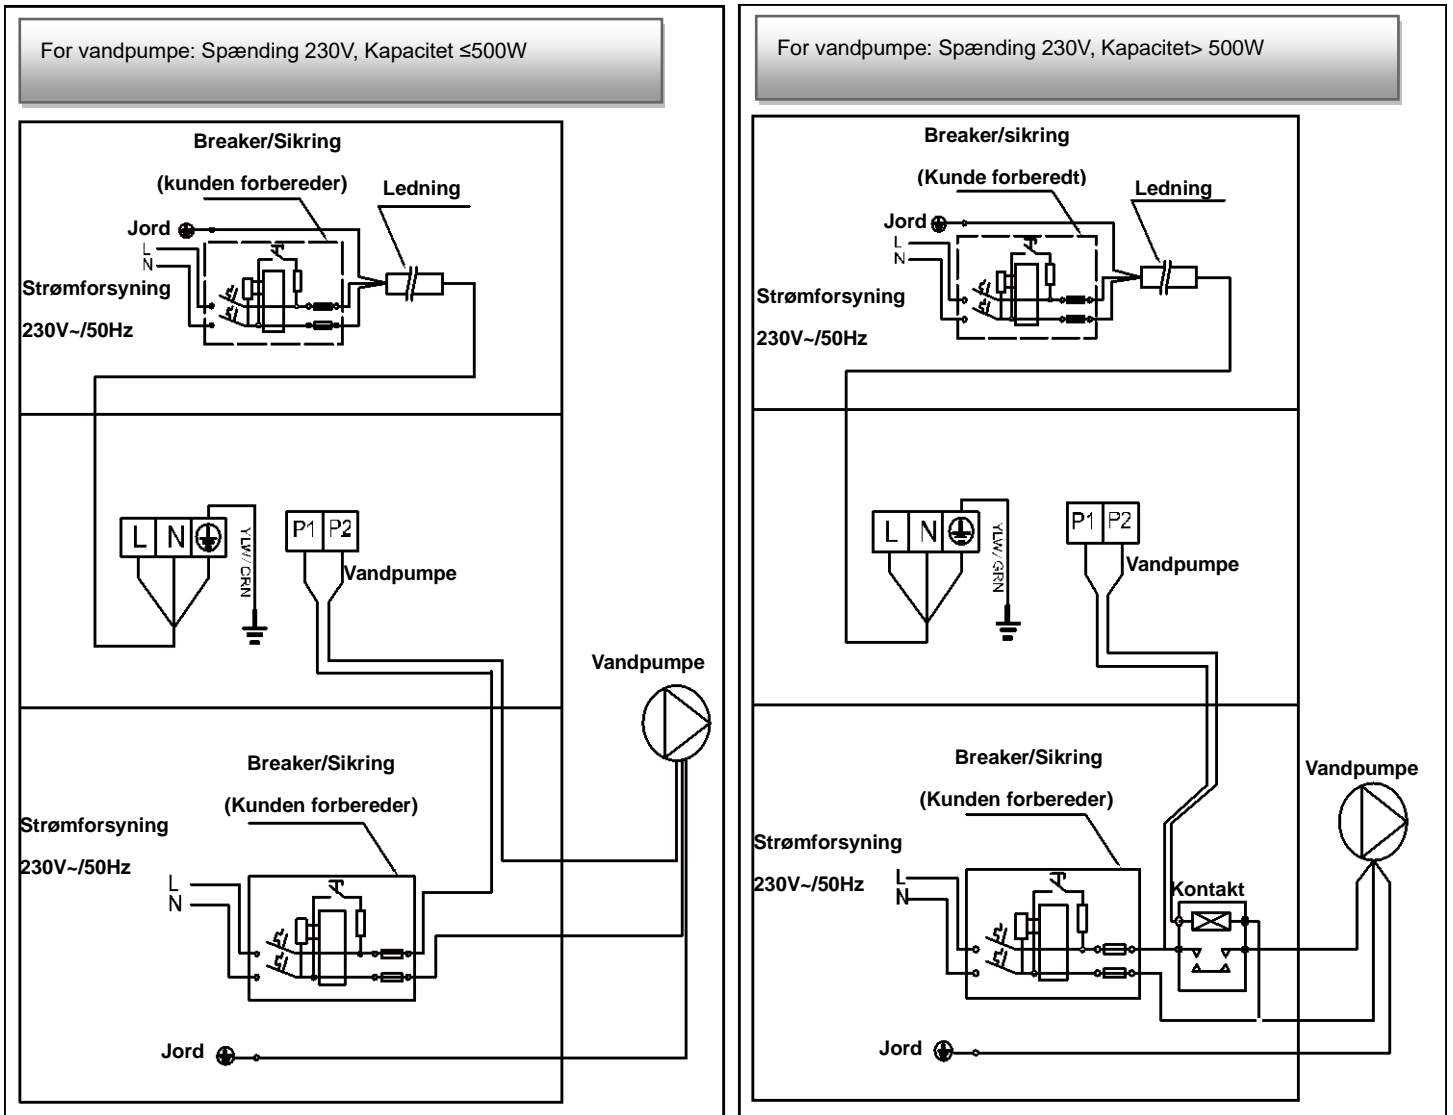 For vandpumpe: Spænding 230V, Kapacitet ≤500W
Breaker/Sikring
(kunden forbereder)
Ledning
Jord
L
N
Strømforsyning
230V~/50Hz
L N
YLW/GRN
P1 P2
Vandpumpe
Vandpumpe
Breaker/Sikring
(Kunden forbereder)
Strømforsyning
230V~/50Hz
L
N
Jord
For vandpumpe: Spænding 230V, Kapacitet> 500W
Breaker/sikring
(Kunde forberedt)
Ledning
Jord
L
N
Strømforsyning
230V~/50Hz
L N
YLW/GRN
P1 P2
Vandpumpe
Breaker/Sikring
Vandpumpe
(Kunden forbereder)
Strømforsyning
230V~/50Hz
L
N
Kontakt
Jord